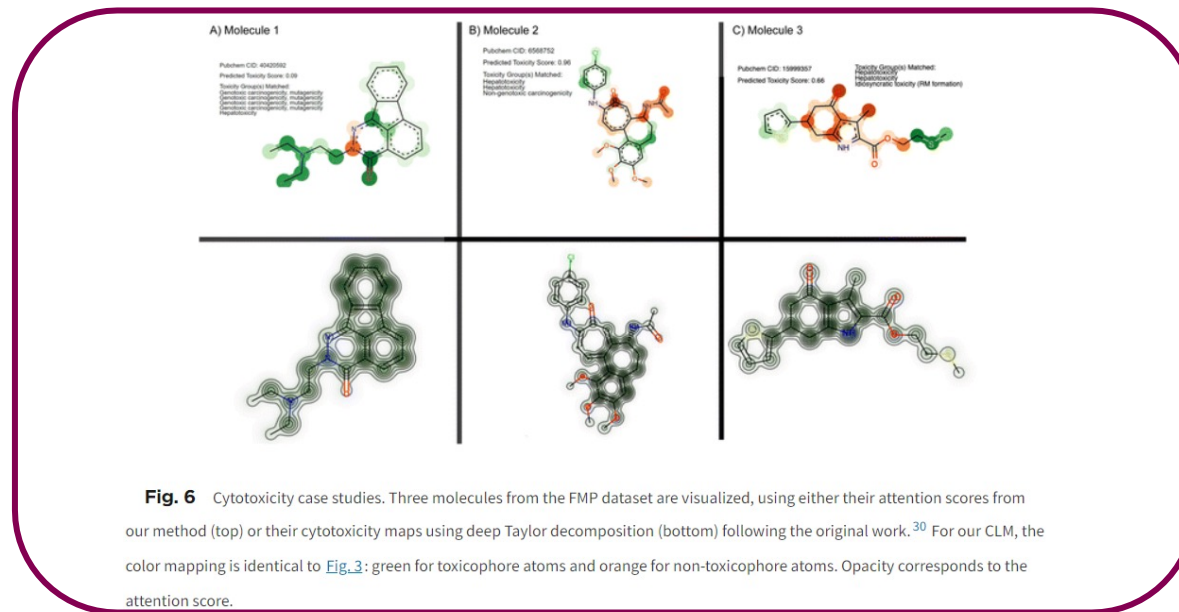 A) Molecule 1
Pubchem CID: 40420592
Predicted Toxicity Score: 0.09
Toxicity Group(s) Matched:
Genotoxic carcinogenicity, mutagenicity
Genotoxic carcinogenicity, mutagenicity
Genotoxic carcinogenicity, mutagenicity
Genotoxic carcinogenicity, mutagenicity
Hepatotoxicity
B) Molecule 2
Pubchem CID: 6568752
Predicted Toxicity Score: 0.96
Toxicity Group(s) Matched:
Hepatotoxicity
Hepatotoxicity
Non-genotoxic carcinogenicity
C) Molecule 3
Pubchem CID: 15999357
Predicted Toxicity Score: 0.66
Toxicity Group(s) Matched:
Hepatotoxicity
Hepatotoxicity
Idiosyncratic toxicity (RM formation)
Fig. 6 Cytotoxicity case studies. Three molecules from the FMP dataset are visualized, using either their attention scores from
our method (top) or their cytotoxicity maps using deep Taylor decomposition (bottom) following the original work.30 For our CLM, the
color mapping is identical to Fig. 3: green for toxicophore atoms and orange for non-toxicophore atoms. Opacity corresponds to the
attention score.